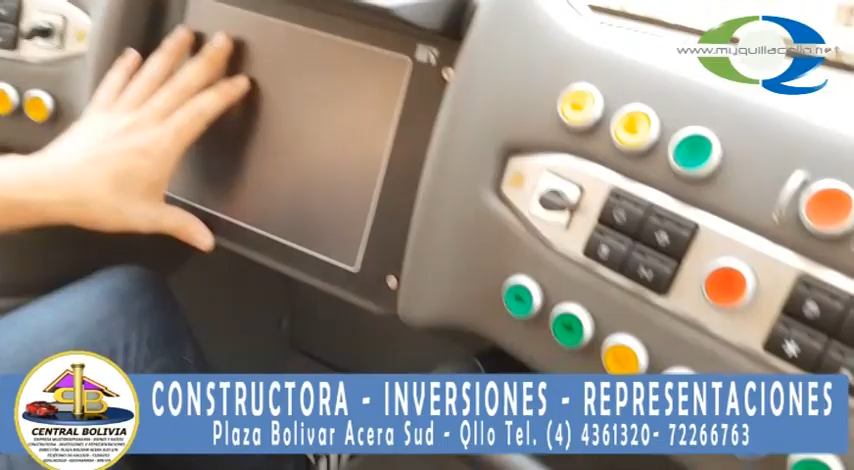 www.miquillacollo.net
CONSTRUCTORA - INVERSIONES - REPRESENTACIONES
Plaza Bolivar Acera Sud - Qllo Tel. (4) 4361320- 72266763
CENTRAL BOLIVIA